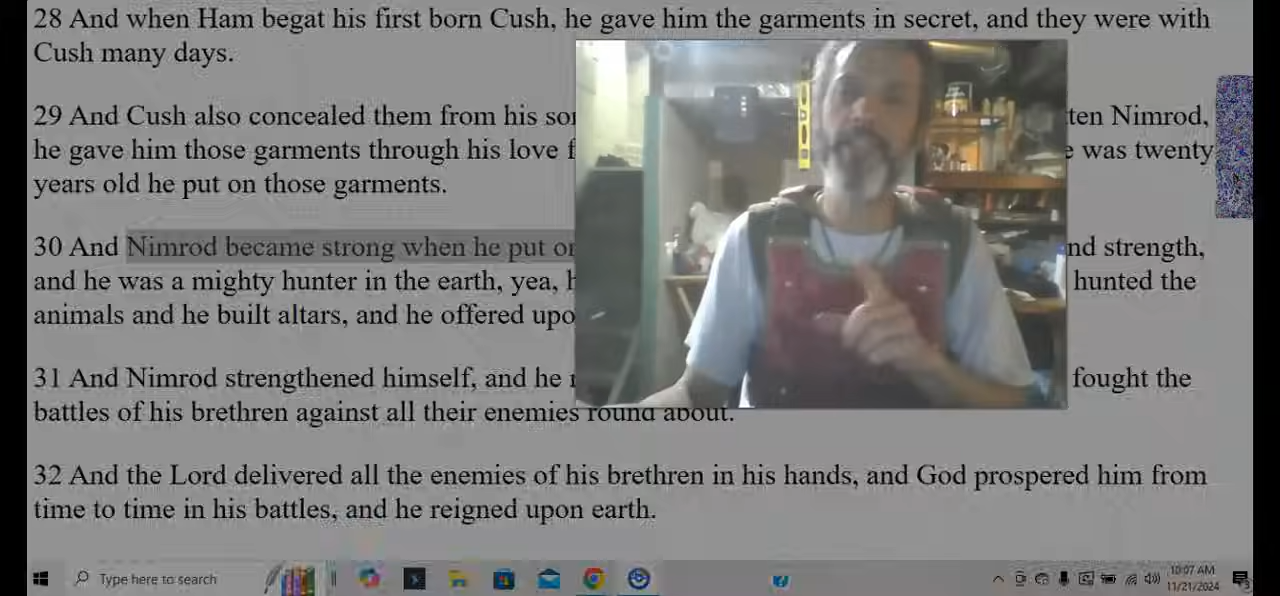 28 And when Ham begat his first born Cush, he gave him the garments in secret, and they were with
Cush many days.
29 And Cush also concealed them from his ten Nimrod,
he gave him those garments through his love was twenty
years old he put on those garments.
30 And Nimrod became strong when he put nd strength,
and he was a mighty hunter in the earth, yea, hunted the
animals and he built altars, and he offered
31 And Nimrod strengthened himself, and he fought the
battles of his brethren against all their enemies round about.
32 And the Lord delivered all the enemies of his brethren in his hands, and God prospered him from
time to time in his battles, and he reigned upon earth.
Type here to search
10:07 AM
11/21/2024